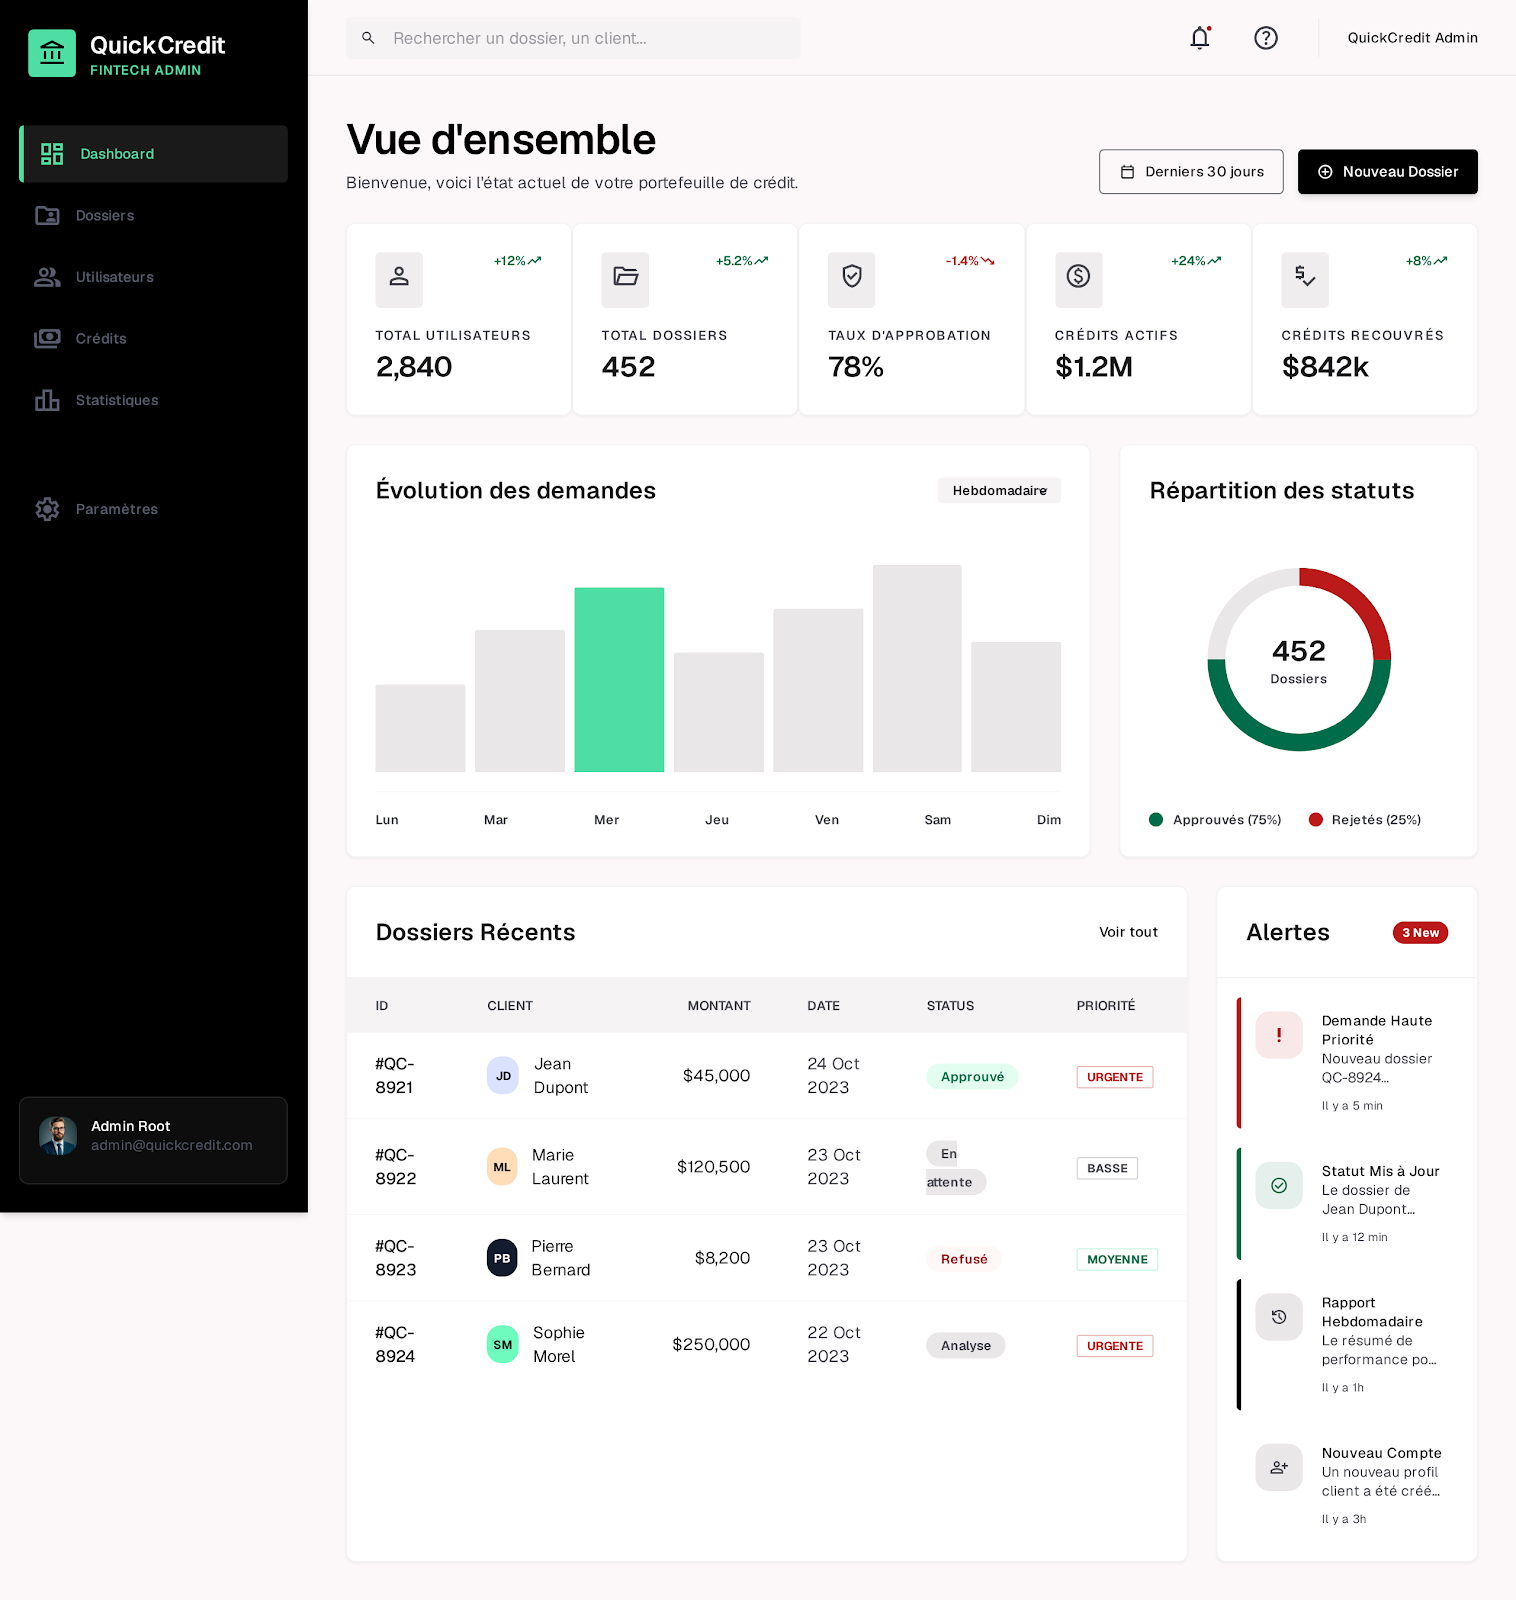 QuickCredit
FINTECH ADMIN
Dashboard
Dossiers
Utilisateurs
Crédits
Statistiques
Paramètres
Admin Root
admin@quickcredit.com
Rechercher un dossier, un client...
QuickCredit Admin
Vue d'ensemble
Bienvenue, voici l'état actuel de votre portefeuille de crédit.
Derniers 30 jours
Nouveau Dossier
+12%
TOTAL UTILISATEURS
2,840
+5.2%
TOTAL DOSSIERS
452
-1.4%
TAUX D'APPROBATION
78%
+24%
CRÉDITS ACTIFS
$1.2M
+8%
CRÉDITS RECOUVRÉS
$842k
Évolution des demandes
Hebdomadaire
Lun Mar Mer Jeu Ven Sam Dim
Répartition des statuts
452
Dossiers
Approuvés (75%) Rejetés (25%)
Dossiers Récents
Voir tout
ID CLIENT MONTANT DATE STATUS PRIORITÉ
#QC-
8921
JD
Jean
Dupont
$45,000
24 Oct
2023
Approuvé
URGENTE
#QC-
8922
ML
Marie
Laurent
$120,500
23 Oct
2023
En
attente
BASSE
#QC-
8923
PB
Pierre
Bernard
$8,200
23 Oct
2023
Refusé
MOYENNE
#QC-
8924
SM
Sophie
Morel
$250,000
22 Oct
2023
Analyse
URGENTE
Alertes
3 New
Demande Haute
Priorité
Nouveau dossier
QC-8924...
Il y a 5 min
Statut Mis à Jour
Le dossier de
Jean Dupont...
Il y a 12 min
Rapport
Hebdomadaire
Le résumé de
performance po...
Il y a 1h
Nouveau Compte
Un nouveau profil
client a été créé...
Il y a 3h